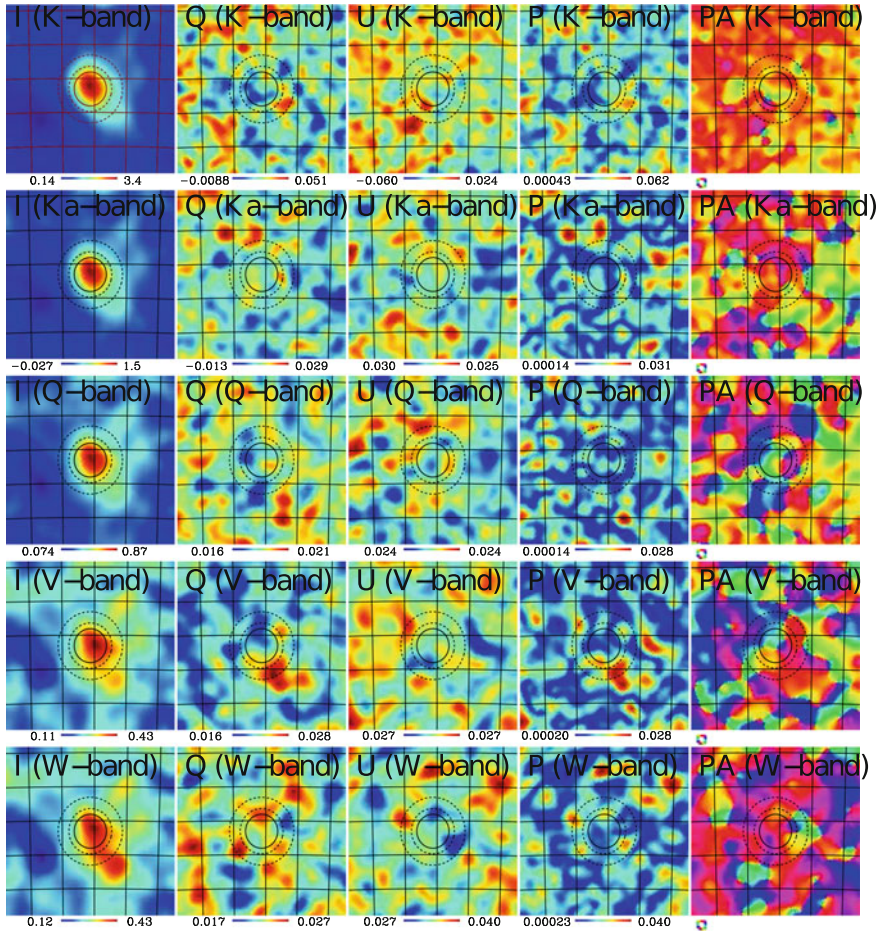 I (K–band) Q (K–band) U (K–band) P (K–band) PA (K–band)
0.14 3.4 −0.0088 0.051 −0.060 0.024 0.00043 0.062
I (Ka–band) Q (Ka–band) U (Ka–band) P (Ka–band) PA (Ka–band)
−0.027 1.5 −0.013 0.029 0.030 0.025 0.00014 0.031
I (Q–band) Q (Q–band) U (Q–band) P (Q–band) PA (Q–band)
0.074 0.87 0.016 0.021 0.024 0.024 0.00014 0.028
I (V–band) Q (V–band) U (V–band) P (V–band) PA (V–band)
0.11 0.43 0.016 0.028 0.027 0.027 0.00020 0.028
I (W–band) Q (W–band) U (W–band) P (W–band) PA (W–band)
0.12 0.43 0.017 0.027 0.027 0.040 0.00023 0.040